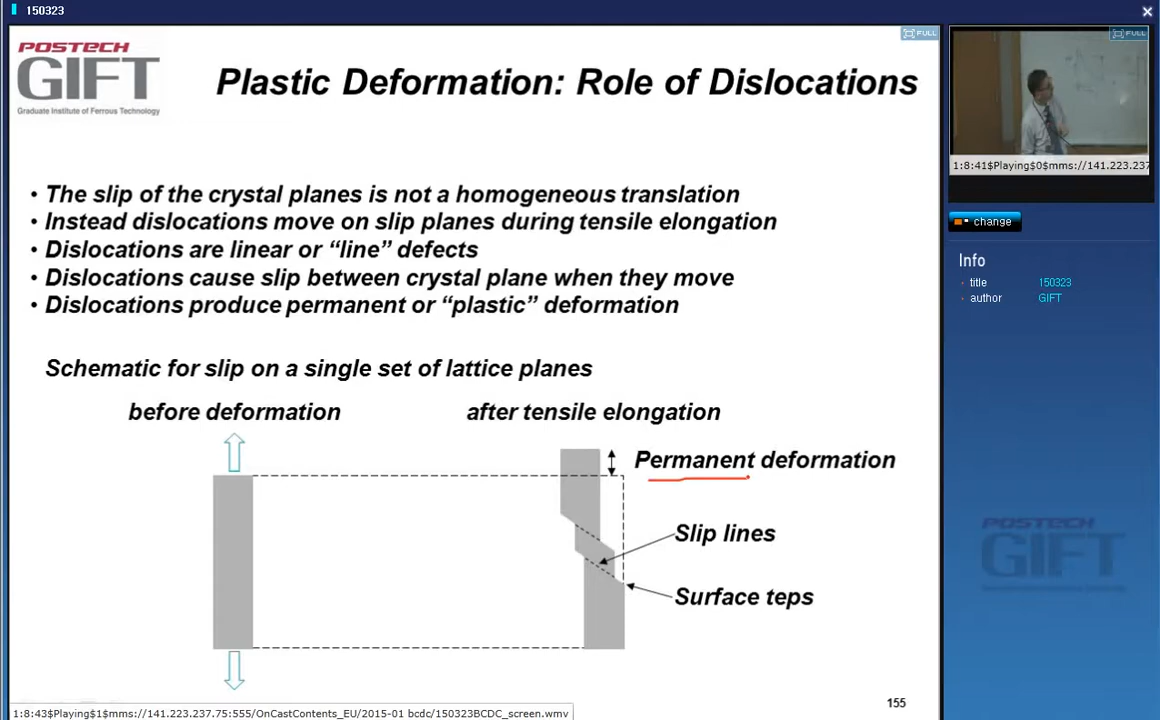 150323
POSTECH
GIFT
Graduate Institute of Ferrous Technology
FULL
Plastic Deformation: Role of Dislocations
• The slip of the crystal planes is not a homogeneous translation
• Instead dislocations move on slip planes during tensile elongation
• Dislocations are linear or “line” defects
• Dislocations cause slip between crystal plane when they move
• Dislocations produce permanent or “plastic” deformation
Schematic for slip on a single set of lattice planes
before deformation
after tensile elongation
Permanent deformation
Slip lines
Surface teps
155
1:8:43$Playing$1$mms://141.223.237.75:555/OnCastContents_EU/2015-01 bcdc/150323BCDC_screen.wmv
FULL
1:8:41$Playing$0$mms://141.223.237
change
Info
title 150323
author GIFT
POSTECH
GIFT